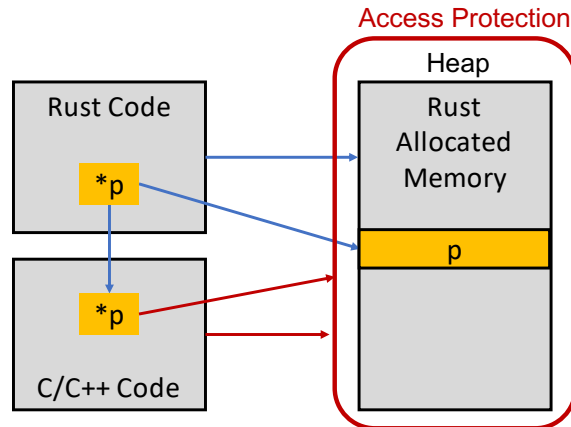 Access Protection
Heap
Rust Code
*p
Rust
Allocated
Memory
p
*p
C/C++ Code